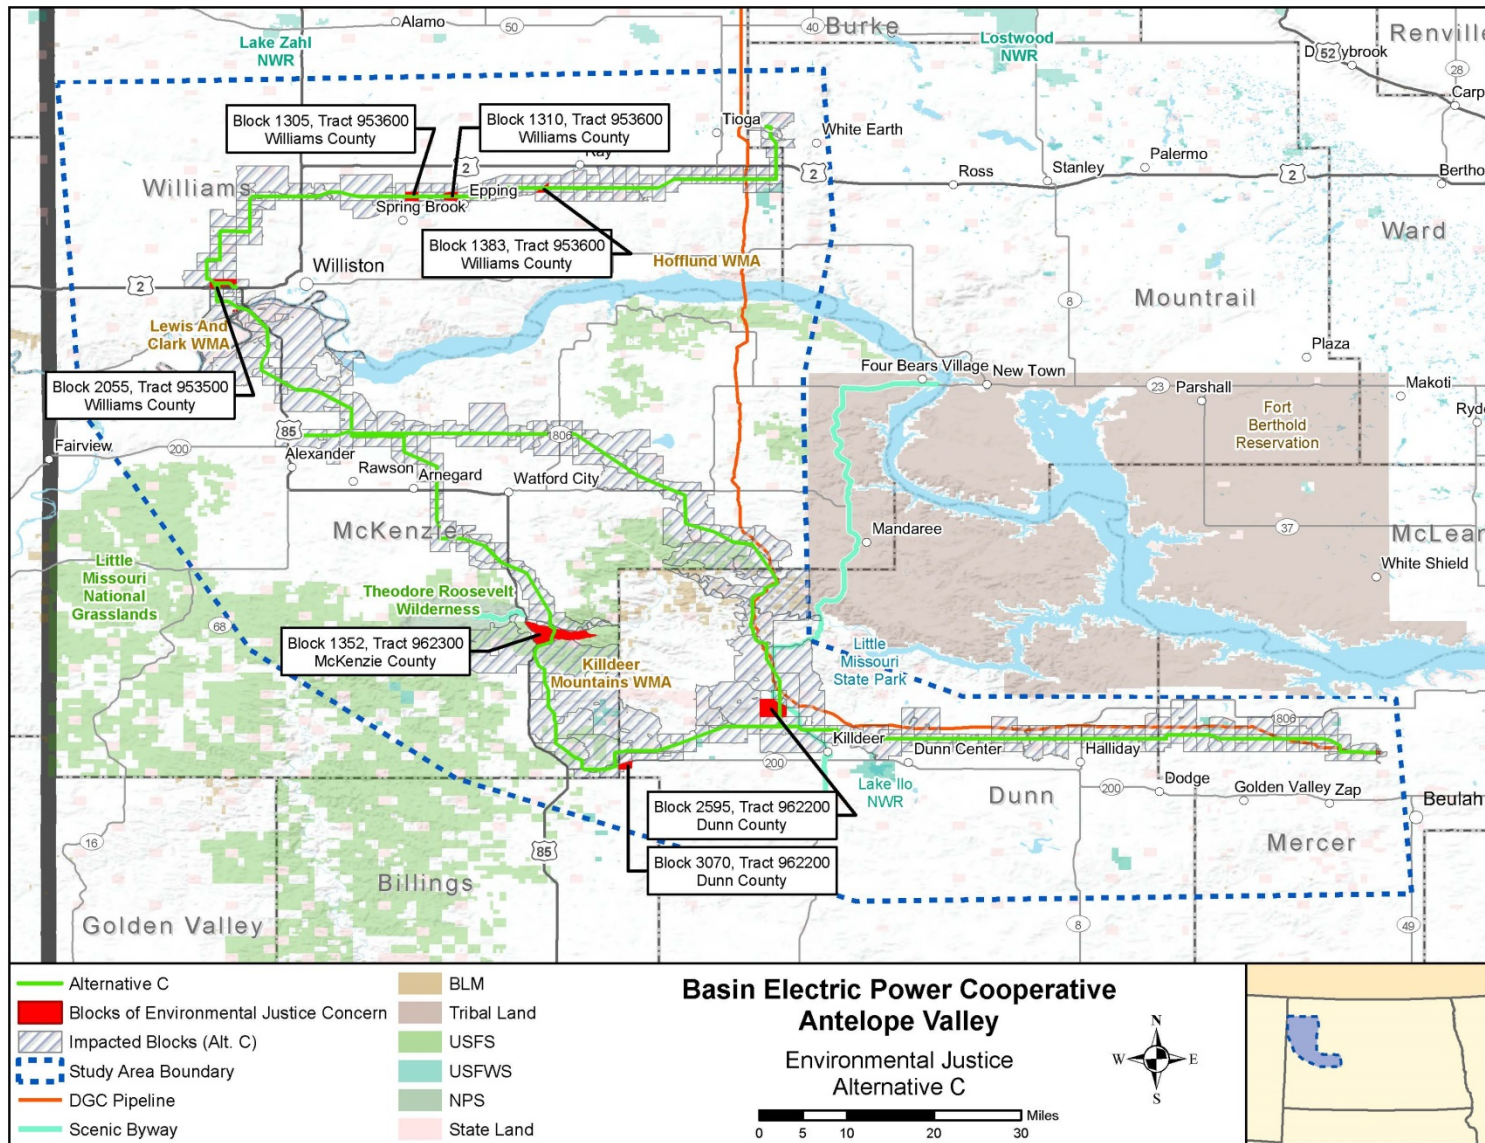 Alamo
50
40
Burke
Renville
Lake Zahl
NWR
Lostwood
NWR
52
28
Block 1305, Tract 953600
Williams County
Block 1310, Tract 953600
Williams County
Tioga
White Earth
2
Ross
Stanley
Palermo
2
2
Williams
Epping
Spring Brook
Block 1383, Tract 953600
Williams County
Ward
Williston
2
Hofflund WMA
8
Mountrail
Lewis And
Clark WMA
Plaza
Block 2055, Tract 953500
Williams County
Four Bears Village
New Town
23
Parshall
Makoti
Fort
Berthold
Reservation
85
1806
Fairview
200
Alexander
Rawson
Arnegard
Watford City
37
McKenzie
Mandaree
White Shield
Little
Missouri
National
Grasslands
Theodore Roosevelt
Wilderness
68
Block 1352, Tract 962300
McKenzie County
Killdeer
Mountains WMA
Little
Missouri
State Park
1806
Killdeer
Dunn Center
Halliday
200
Lake Ilo
NWR
Dunn
200
Dodge
Golden Valley
Zap
Beulah
Block 2595, Tract 962200
Dunn County
16
85
Mercer
Block 3070, Tract 962200
Dunn County
Billings
Golden Valley
8
49
Alternative C
Blocks of Environmental Justice Concern
Impacted Blocks (Alt. C)
Study Area Boundary
DGC Pipeline
Scenic Byway
BLM
Tribal Land
USFS
USFWS
NPS
State Land
Basin Electric Power Cooperative
Antelope Valley
Environmental Justice
Alternative C
Miles
0 5 10 20 30
N
W E
S